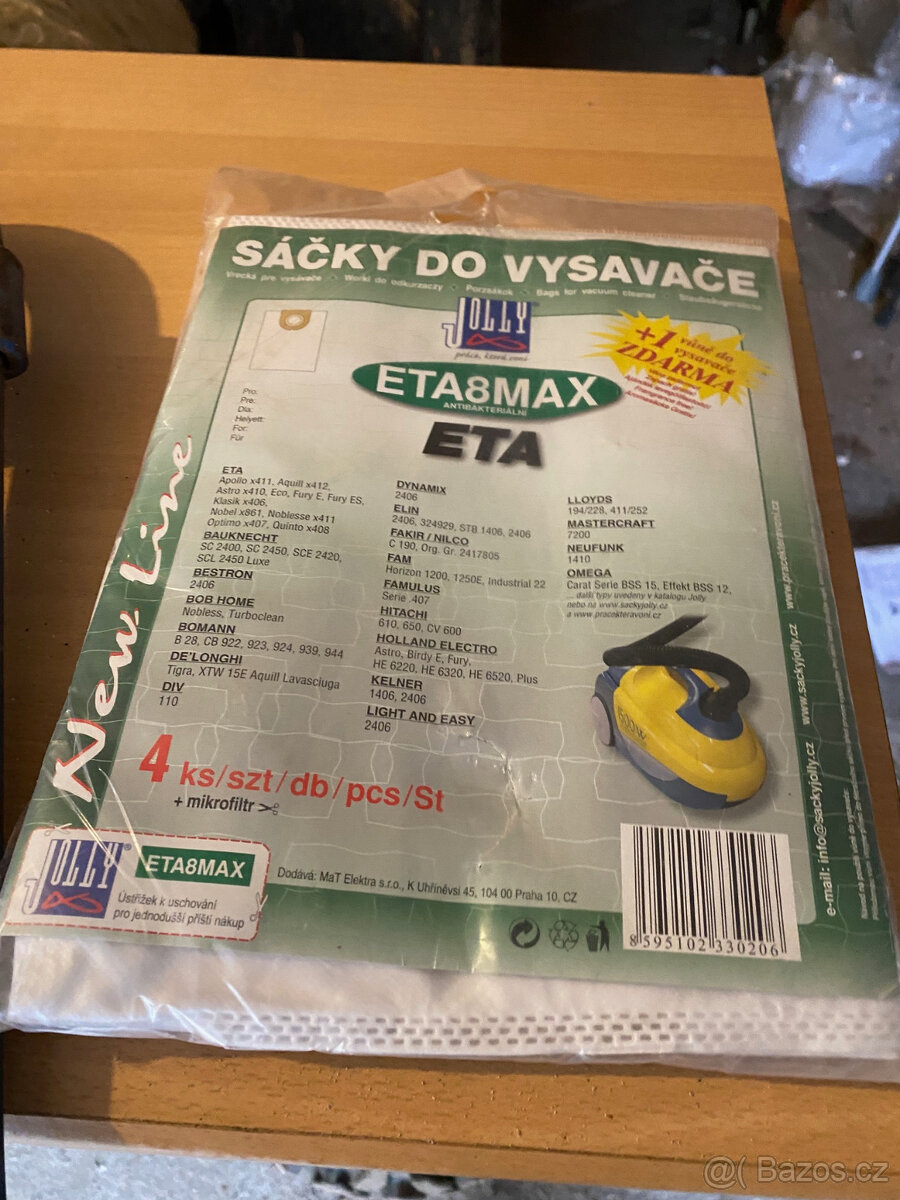 SÁČKY DO VYSAVAČE
Vrecká pre vysávače • Worki do odkurzaczy • Porzsákok • Bags for vacuum cleaner •
JOLLY®
práce, která voní
+1 vůně do
vysavače
ZDARMA
ETA8MAX
ANTIBAKTERIÁLNI
ETA
Pro:
Pre:
Dla:
Helyett:
For:
Für
New Line
ETA
Apollo x411, Aquill x412,
Astro x410, Eco, Fury E, Fury ES,
Klasik x406,
Nobel x861, Noblesse x411
Optimo x407, Quinto x408
BAUKNECHT
SC 2400, SC 2450, SCE 2420,
SCL 2450 Luxe
BESTRON
2406
BOB HOME
Nobless, Turboclean
BOMANN
B 28, CB 922, 923, 924, 939, 944
DE'LONGHI
Tigra, XTW 15E Aquill Lavasciuga
DIV
110
DYNAMIX
2406
ELIN
2406, 324929, STB 1406, 2406
FAKIR / NILCO
C 190, Org. Gr. 2417805
FAM
Horizon 1200, 1250E, Industrial 22
FAMULUS
Serie .407
HITACHI
610, 650, CV 600
HOLLAND ELECTRO
Astro, Birdy E, Fury,
HE 6220, HE 6320, HE 6520, Plus
KELNER
1406, 2406
LIGHT AND EASY
2406
LLOYDS
194/228, 411/252
MASTERCRAFT
7200
NEUFUNK
1410
OMEGA
Carat Serie BSS 15, Effekt BSS 12,
... další typy uvedeny v katalogu Jolly
nebo na www.sackyjolly.cz
a www.pracekteravoni.cz
4 ks/szt/db/pcs/St
+ mikrofiltr
JOLLY®
ETA8MAX
Ústřížek k uschování
pro jednodušší příští nákup
Dodává: MaT Elektra s.r.o., K Uhříněvsi 45, 104 00 Praha 10, CZ
8 595102 330206
e-mail: info@sackyjolly.cz www.sackyjolly.cz www.pracekteravoni.cz
@( Bazos.cz